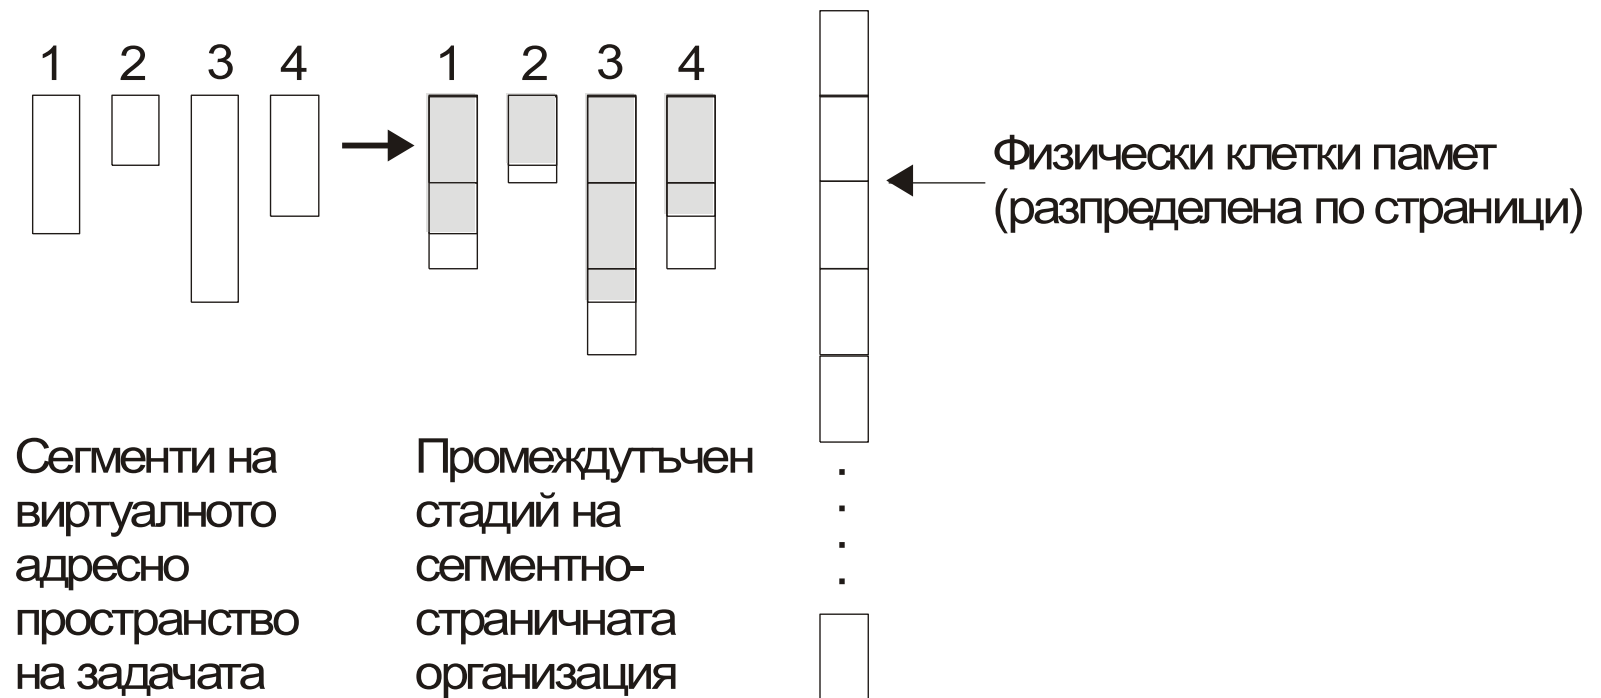 1 2 3 4
1 2 3 4
Физически клетки памет
(разпределена по страници)
Сегменти на
виртуалното
адресно
пространство
на задачата
Промеждутъчен
стадий на
сегментно-
страничната
организация